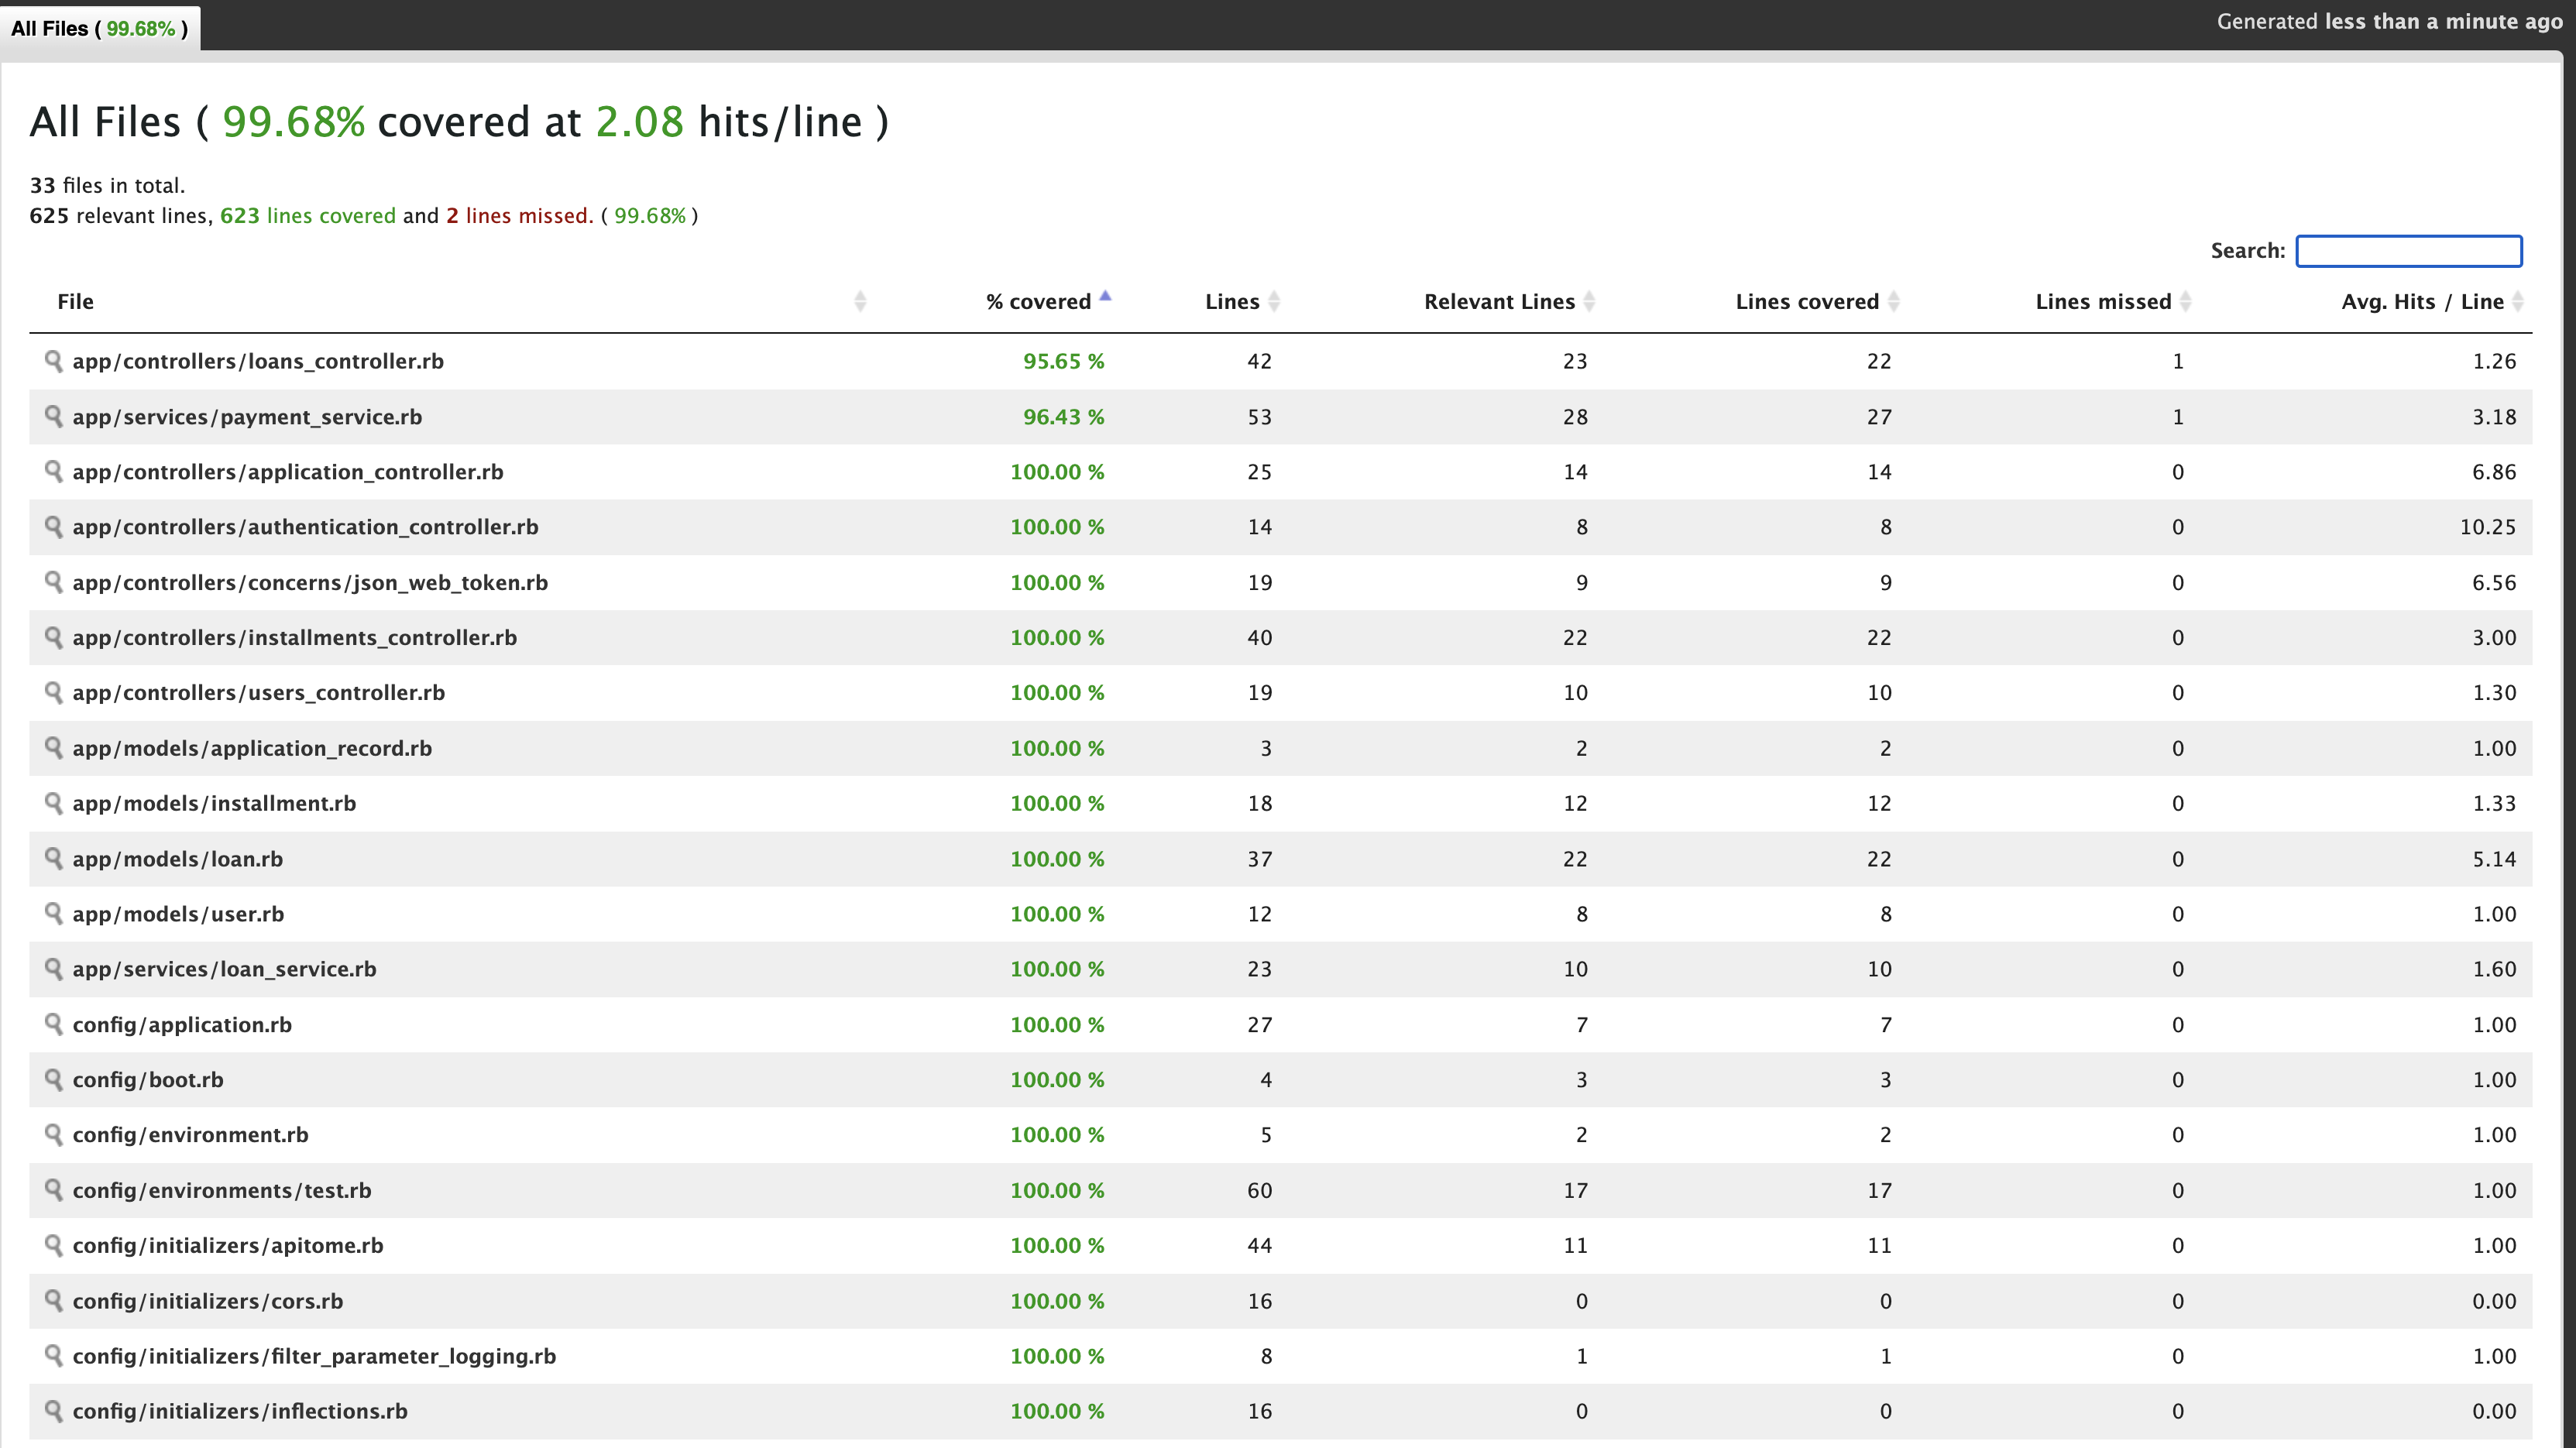 All Files ( 99.68% )
Generated less than a minute ago
All Files ( 99.68% covered at 2.08 hits/line )
33 files in total.
625 relevant lines, 623 lines covered and 2 lines missed. ( 99.68% )
Search:
File % covered Lines Relevant Lines Lines covered Lines missed Avg. Hits / Line
app/controllers/loans_controller.rb 95.65 % 42 23 22 1 1.26
app/services/payment_service.rb 96.43 % 53 28 27 1 3.18
app/controllers/application_controller.rb 100.00 % 25 14 14 0 6.86
app/controllers/authentication_controller.rb 100.00 % 14 8 8 0 10.25
app/controllers/concerns/json_web_token.rb 100.00 % 19 9 9 0 6.56
app/controllers/installments_controller.rb 100.00 % 40 22 22 0 3.00
app/controllers/users_controller.rb 100.00 % 19 10 10 0 1.30
app/models/application_record.rb 100.00 % 3 2 2 0 1.00
app/models/installment.rb 100.00 % 18 12 12 0 1.33
app/models/loan.rb 100.00 % 37 22 22 0 5.14
app/models/user.rb 100.00 % 12 8 8 0 1.00
app/services/loan_service.rb 100.00 % 23 10 10 0 1.60
config/application.rb 100.00 % 27 7 7 0 1.00
config/boot.rb 100.00 % 4 3 3 0 1.00
config/environment.rb 100.00 % 5 2 2 0 1.00
config/environments/test.rb 100.00 % 60 17 17 0 1.00
config/initializers/apitome.rb 100.00 % 44 11 11 0 1.00
config/initializers/cors.rb 100.00 % 16 0 0 0 0.00
config/initializers/filter_parameter_logging.rb 100.00 % 8 1 1 0 1.00
config/initializers/inflections.rb 100.00 % 16 0 0 0 0.00